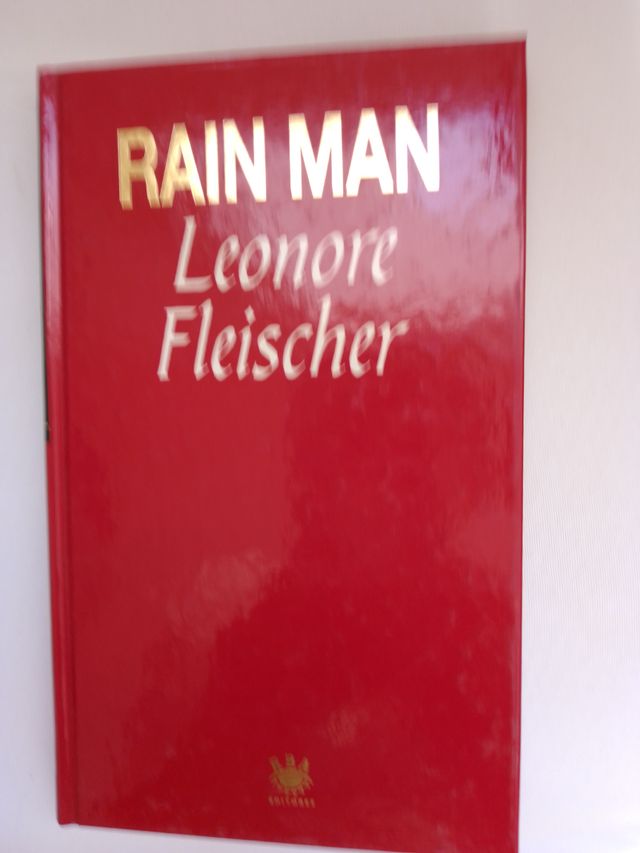 RAIN MAN
Leonore
Fleischer